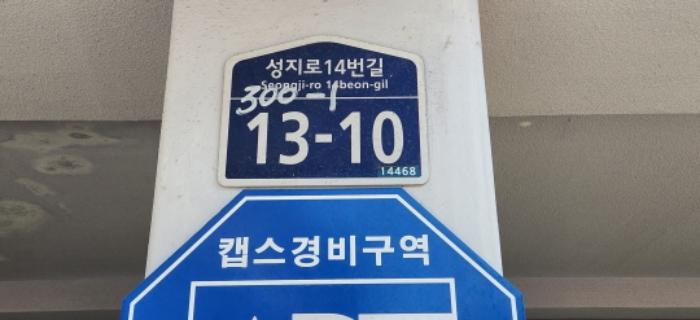 성지로14번길
Seongji-ro 14beon-gil
300-1
13-10
14468
캡스경비구역